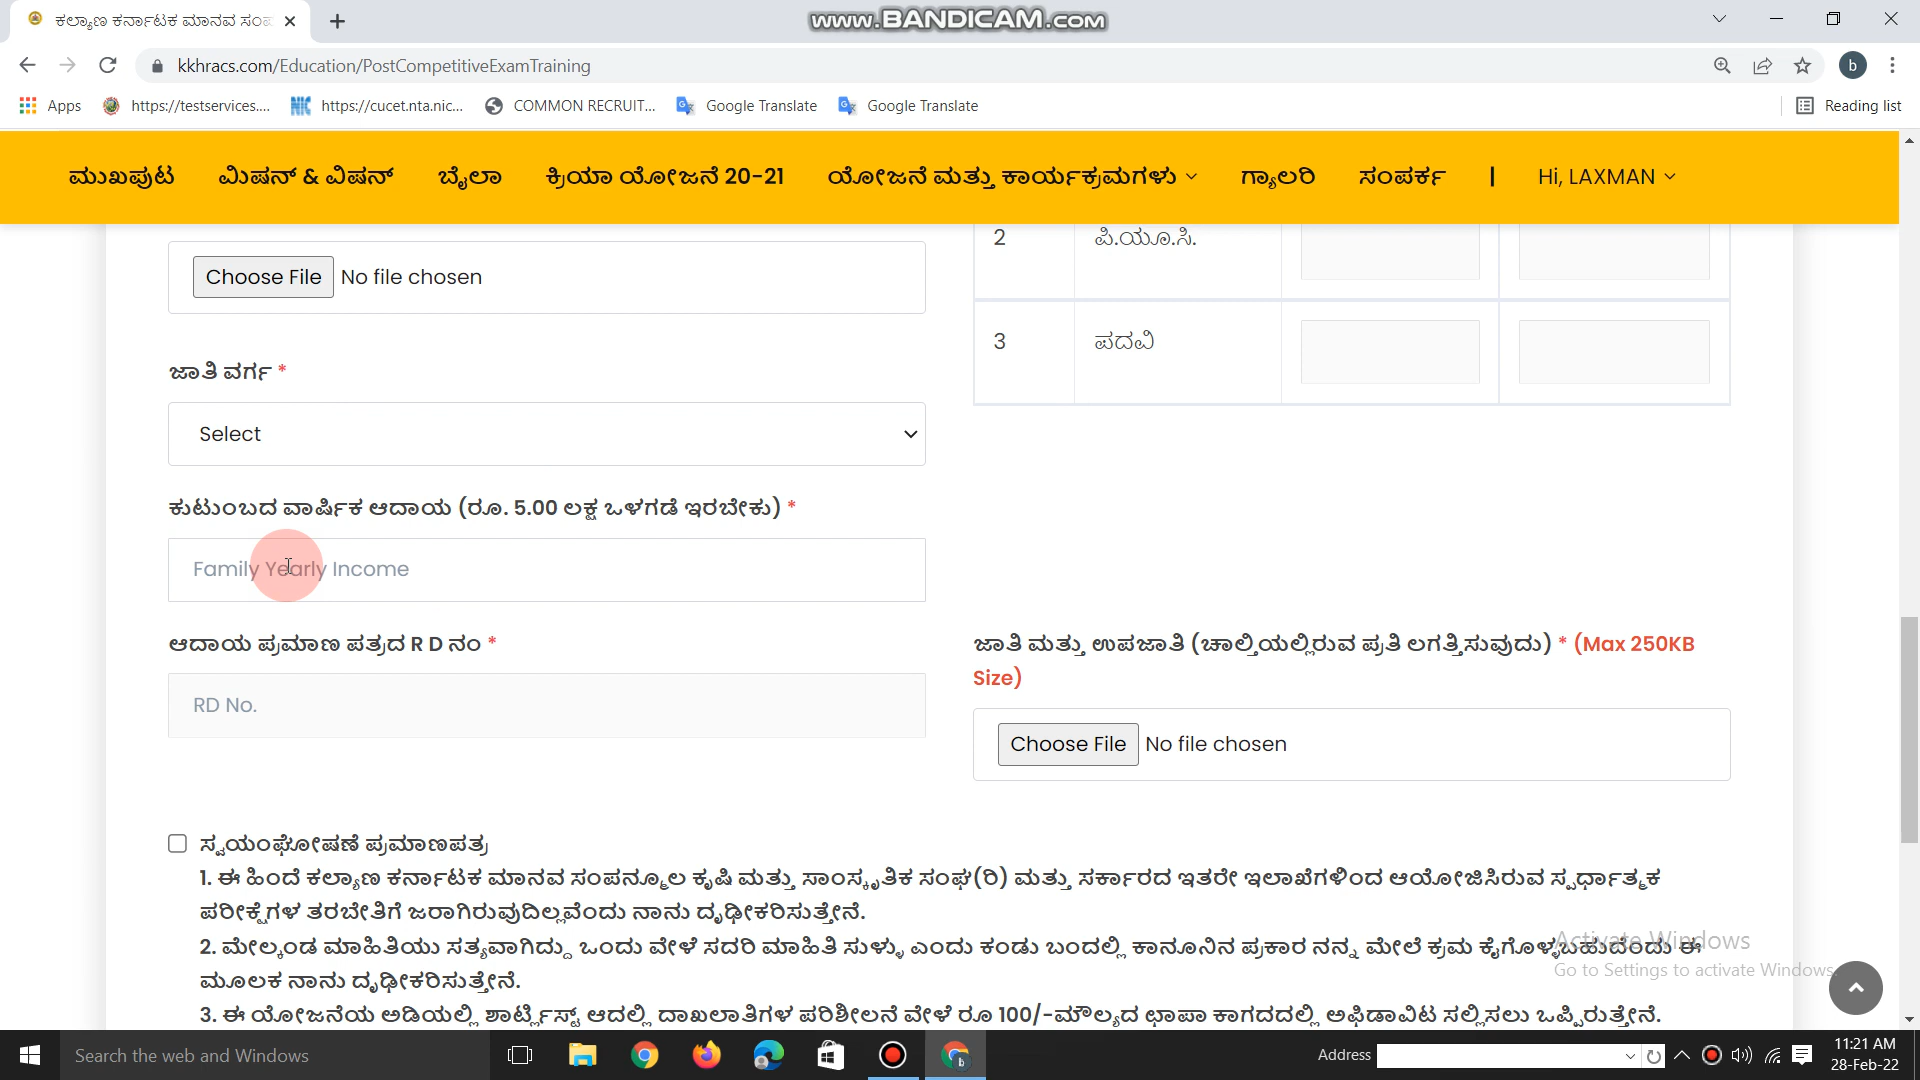 ಕಲ್ಯಾಣ ಕರ್ನಾಟಕ ಮಾನವ ಸಂಪ
www.BANDICAM.com
kkhracs.com/Education/PostCompetitiveExamTraining
b
Apps https://testservices.... https://cucet.nta.nic... COMMON RECRUIT... Google Translate Google Translate Reading list
ಮುಖಪುಟ ಮಿಷನ್ & ವಿಷನ್ ಬೈಲಾ ಕ್ರಿಯಾ ಯೋಜನೆ 20-21 ಯೋಜನೆ ಮತ್ತು ಕಾರ್ಯಕ್ರಮಗಳು ಗ್ಯಾಲರಿ ಸಂಪರ್ಕ | Hi, LAXMAN
2 ಪಿ.ಯೂ.ಸಿ.
Choose File No file chosen
3 ಪದವಿ
ಜಾತಿ ವರ್ಗ *
Select
ಕುಟುಂಬದ ವಾರ್ಷಿಕ ಆದಾಯ (ರೂ. 5.00 ಲಕ್ಷ ಒಳಗಡೆ ಇರಬೇಕು) *
Family Yearly Income
ಆದಾಯ ಪ್ರಮಾಣ ಪತ್ರದ R D ನಂ *
RD No.
ಜಾತಿ ಮತ್ತು ಉಪಜಾತಿ (ಚಾಲ್ತಿಯಲ್ಲಿರುವ ಪ್ರತಿ ಲಗತ್ತಿಸುವುದು) * (Max 250KB
Size)
Choose File No file chosen
ಸ್ವಯಂಘೋಷಣೆ ಪ್ರಮಾಣಪತ್ರ
1. ಈ ಹಿಂದೆ ಕಲ್ಯಾಣ ಕರ್ನಾಟಕ ಮಾನವ ಸಂಪನ್ಮೂಲ ಕೃಷಿ ಮತ್ತು ಸಾಂಸ್ಕೃತಿಕ ಸಂಘ(ರಿ) ಮತ್ತು ಸರ್ಕಾರದ ಇತರೇ ಇಲಾಖೆಗಳಿಂದ ಆಯೋಜಿಸಿರುವ ಸ್ಪರ್ಧಾತ್ಮಕ
ಪರೀಕ್ಷೆಗಳ ತರಬೇತಿಗೆ ಜರಾಗಿರುವುದಿಲ್ಲವೆಂದು ನಾನು ದೃಢೀಕರಿಸುತ್ತೇನೆ.
2. ಮೇಲ್ಕಂಡ ಮಾಹಿತಿಯು ಸತ್ಯವಾಗಿದ್ದು ಒಂದು ವೇಳೆ ಸದರಿ ಮಾಹಿತಿ ಸುಳ್ಳು ಎಂದು ಕಂಡು ಬಂದಲ್ಲಿ ಕಾನೂನಿನ ಪ್ರಕಾರ ನನ್ನ ಮೇಲೆ ಕ್ರಮ ಕೈಗೊಳ್ಳಬಹುದೆಂದು ಈ
ಮೂಲಕ ನಾನು ದೃಢೀಕರಿಸುತ್ತೇನೆ.
3. ಈ ಯೋಜನೆಯ ಅಡಿಯಲ್ಲಿ ಶಾರ್ಟ್ಲಿಸ್ಟ್ ಆದಲ್ಲಿ ದಾಖಲಾತಿಗಳ ಪರಿಶೀಲನೆ ವೇಳೆ ರೂ 100/-ಮೌಲ್ಯದ ಛಾಪಾ ಕಾಗದದಲ್ಲಿ ಅಫಿಡಾವಿಟ ಸಲ್ಲಿಸಲು ಒಪ್ಪಿರುತ್ತೇನೆ.
Activate Windows
Go to Settings to activate Windows.
Search the web and Windows
Address
11:21 AM
28-Feb-22